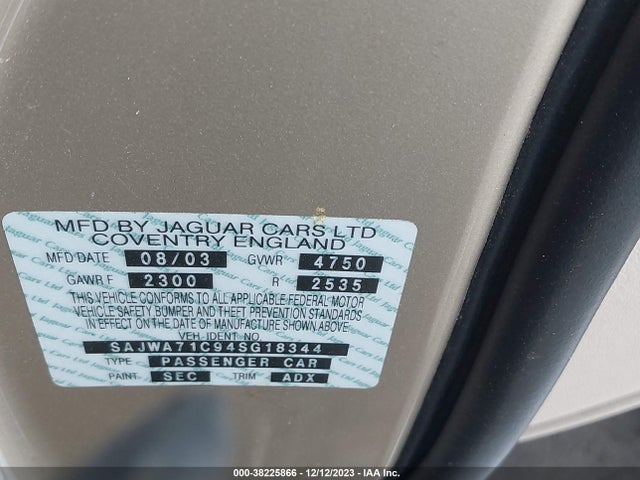 MFD BY JAGUAR CARS LTD
COVENTRY ENGLAND
MFD DATE 08/03 GVWR 4750
GAWR F 2300 R 2535
THIS VEHICLE CONFORMS TO ALL APPLICABLE FEDERAL MOTOR
VEHICLE SAFETY BUMPER AND THEFT PREVENTION STANDARDS
IN EFFECT ON THE DATE OF MANUFACTURE SHOWN ABOVE.
VEH. IDENT NO.
SAJWA71C94SG18344
TYPE PASSENGER CAR
PAINT SEC TRIM ADX
000-38225866 - 12/12/2023 - IAA Inc.